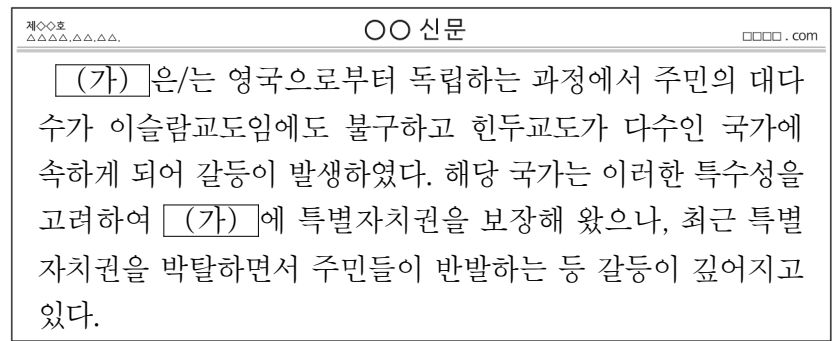 제◇◇호
△△△△.△△.△△.
○○ 신문
□□□□ . com
(가) 은/는 영국으로부터 독립하는 과정에서 주민의 대다
수가 이슬람교도임에도 불구하고 힌두교도가 다수인 국가에
속하게 되어 갈등이 발생하였다. 해당 국가는 이러한 특수성을
고려하여 (가) 에 특별자치권을 보장해 왔으나, 최근 특별
자치권을 박탈하면서 주민들이 반발하는 등 갈등이 깊어지고
있다.